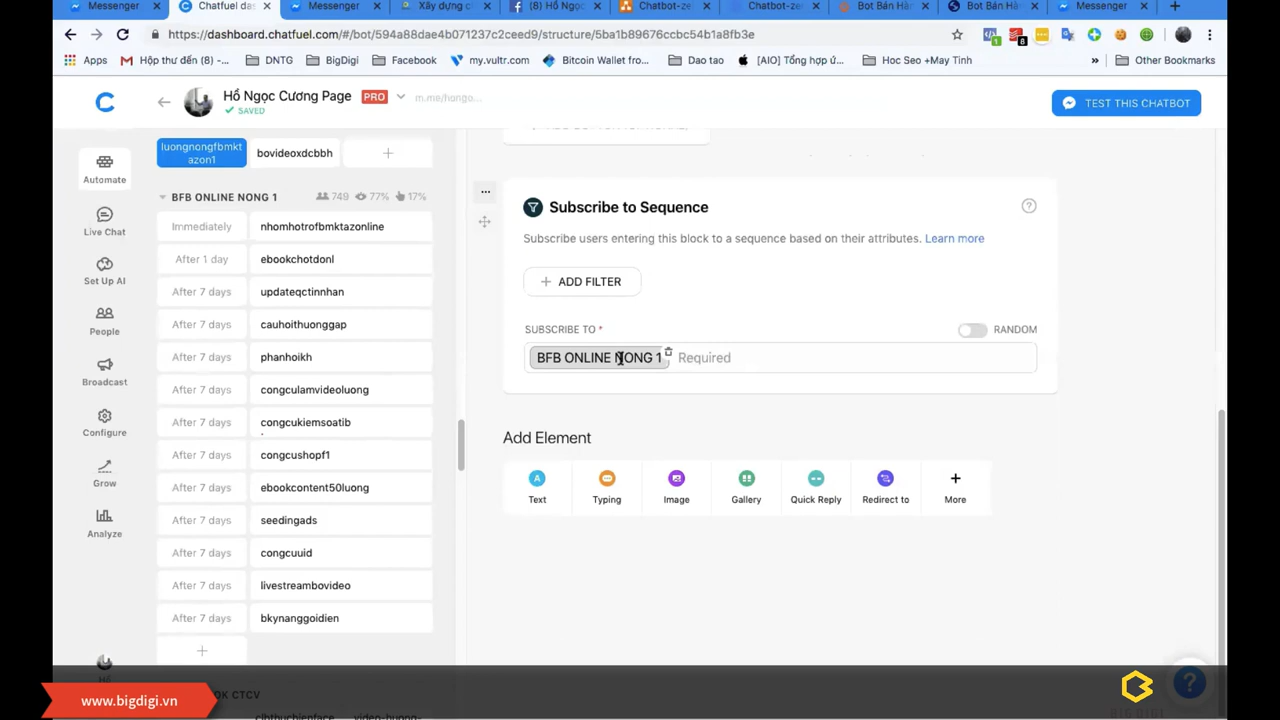 Messenger
Chatfuel das
Messenger
Xây dựng c
(8) Hồ Ngọc
Chatbot-ze
Chatbot-ze
Bot Bán Hàn
Bot Bán Hàn
Messenger
https://dashboard.chatfuel.com/#/bot/594a88dae4b071237c2ceed9/structure/5ba1b89676ccbc54b1a8fb3e
Apps
Hộp thư đến (8) -...
DNTG
BigDigi
Facebook
my.vultr.com
Bitcoin Wallet fro...
Dao tao
[AIO] Tổng hợp ứ...
Hoc Seo +May Tinh
»
Other Bookmarks
Hồ Ngọc Cương Page
PRO
m.me/hongo...
SAVED
TEST THIS CHATBOT
Automate
Live Chat
Set Up AI
People
Broadcast
Configure
Grow
Analyze
luongnongfbmkt
azon1
bovideoxdcbbh
BFB ONLINE NONG 1
749
77%
17%
Immediately
nhomhotrofbmktazonline
After 1 day
ebookchotdonl
After 7 days
updateqctinnhan
After 7 days
cauhoithuonggap
After 7 days
phanhoikh
After 7 days
congculamvideoluong
After 7 days
congcukiemsoatib
After 7 days
congcushopf1
After 7 days
ebookcontent50luong
After 7 days
seedingads
After 7 days
congcuuid
After 7 days
livestreambovideo
After 7 days
bkynanggoidien
Subscribe to Sequence
Subscribe users entering this block to a sequence based on their attributes. Learn more
ADD FILTER
SUBSCRIBE TO *
RANDOM
BFB ONLINE NONG 1
Required
Add Element
Text
Typing
Image
Gallery
Quick Reply
Redirect to
More
www.bigdigi.vn
BIG DIGI